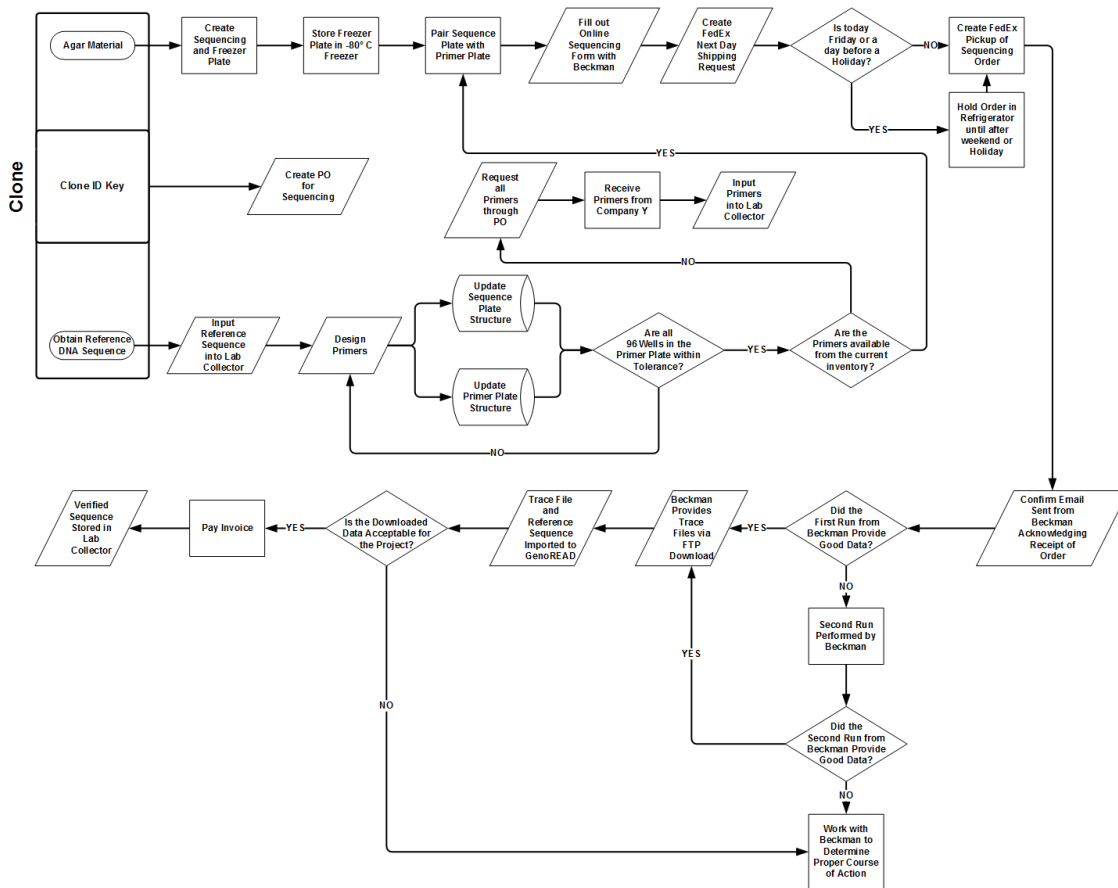 Clone
Agar Material
Create
Sequencing
and Freezer
Plate
Store Freezer
Plate in -80° C
Freezer
Pair Sequence
Plate with
Primer Plate
Fill out
Online
Sequencing
Form with
Beckman
Create
FedEx
Next Day
Shipping
Request
Is today
Friday or a
day before a
Holiday?
NO
Create FedEx
Pickup of
Sequencing
Order
YES
Hold Order in
Refrigerator
until after
weekend or
Holiday
Clone ID Key
Create PO
for
Sequencing
YES
Request
all
Primers
through
PO
Receive
Primers from
Company Y
Input
Primers
into Lab
Collector
NO
Obtain Reference
DNA Sequence
Input
Reference
Sequence
into Lab
Collector
Design
Primers
Update
Sequence
Plate
Structure
Update
Primer Plate
Structure
Are all
96 Wells in the
Primer Plate within
Tolerance?
YES
Are the
Primers available
from the current
inventory?
NO
Verified
Sequence
Stored in
Lab
Collector
Pay Invoice
YES
Is the Downloaded
Data Acceptable for
the Project?
Trace File
and
Reference
Sequence
Imported to
GenoREAD
Beckman
Provides
Trace
Files via
FTP
Download
YES
Did the
First Run from
Beckman Provide
Good Data?
Confirm Email
Sent from
Beckman
Acknowledging
Receipt of
Order
NO
Second Run
Performed by
Beckman
YES
NO
Did the
Second Run from
Beckman Provide
Good Data?
NO
Work with
Beckman to
Determine
Proper Course
of Action